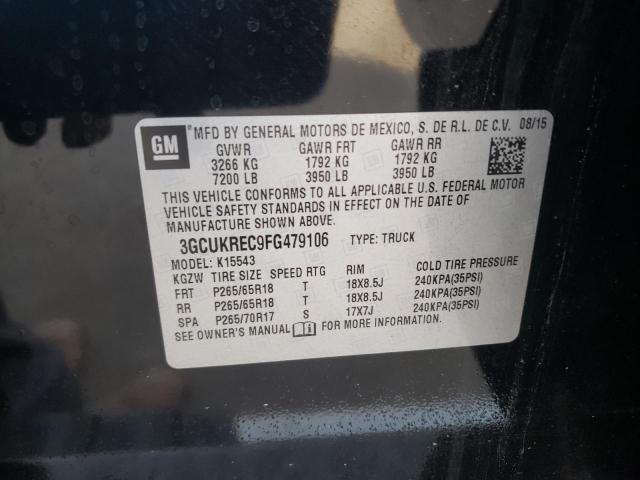 GM
MFD BY GENERAL MOTORS DE MEXICO, S. DE R.L. DE C.V. 08/15
GVWR GAWR FRT GAWR RR
3266 KG 1792 KG 1792 KG
7200 LB 3950 LB 3950 LB
THIS VEHICLE CONFORMS TO ALL APPLICABLE U.S. FEDERAL MOTOR
VEHICLE SAFETY STANDARDS IN EFFECT ON THE DATE OF
MANUFACTURE SHOWN ABOVE.
3GCUKREC9FG479106 TYPE: TRUCK
MODEL: K15543
KGZW TIRE SIZE SPEED RTG RIM COLD TIRE PRESSURE
FRT P265/65R18 T 18X8.5J 240KPA(35PSI)
RR P265/65R18 T 18X8.5J 240KPA(35PSI)
SPA P265/70R17 S 17X7J 240KPA(35PSI)
SEE OWNER'S MANUAL i FOR MORE INFORMATION.